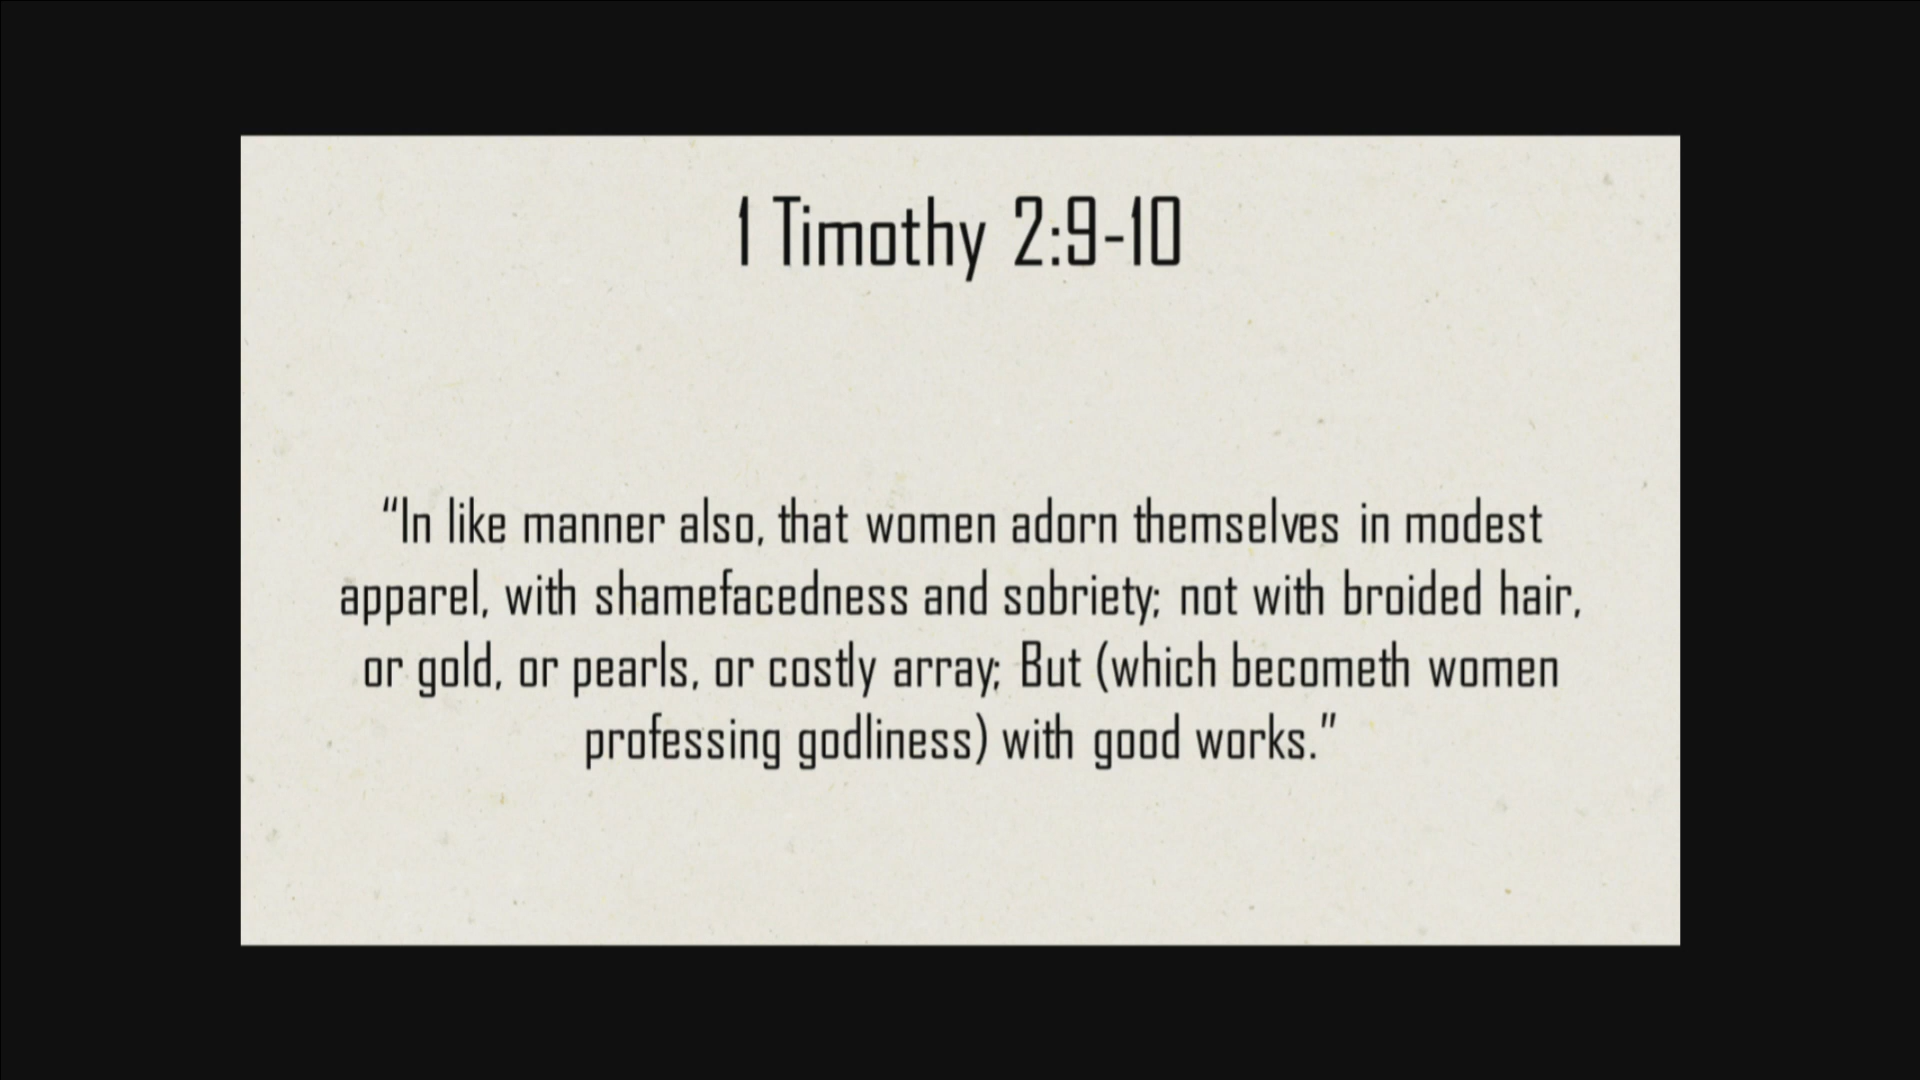 1 Timothy 2:9-10
“In like manner also, that women adorn themselves in modest
apparel, with shamefacedness and sobriety; not with broided hair,
or gold, or pearls, or costly array; But (which becometh women
professing godliness) with good works.”